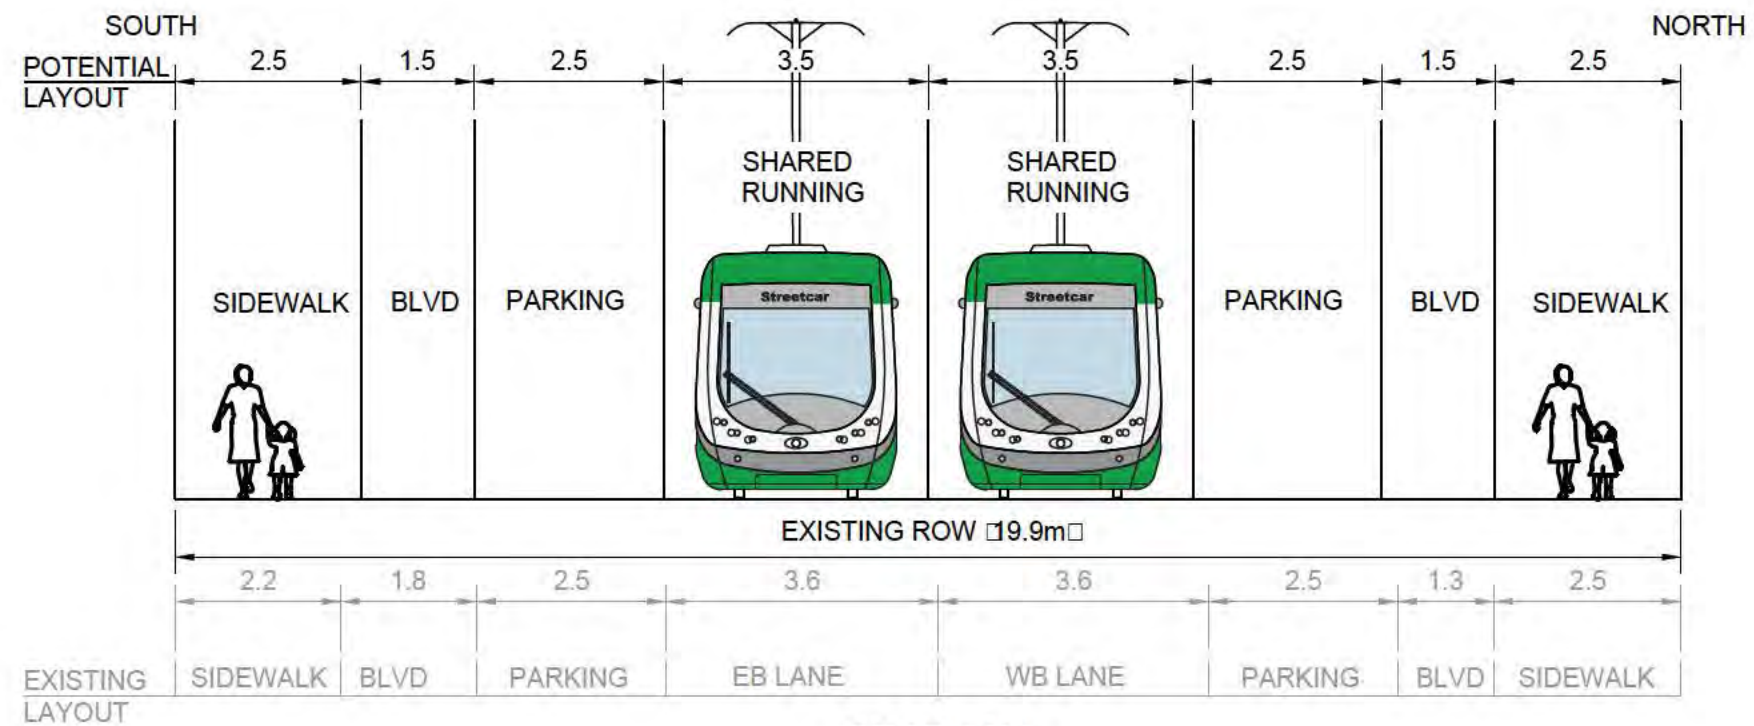 SOUTH
NORTH
POTENTIAL
LAYOUT
2.5 1.5 2.5 3.5 3.5 2.5 1.5 2.5
SHARED
RUNNING
SHARED
RUNNING
SIDEWALK BLVD PARKING PARKING BLVD SIDEWALK
Streetcar Streetcar
EXISTING ROW □19.9m□
2.2 1.8 2.5 3.6 3.6 2.5 1.3 2.5
EXISTING
LAYOUT
SIDEWALK BLVD PARKING EB LANE WB LANE PARKING BLVD SIDEWALK